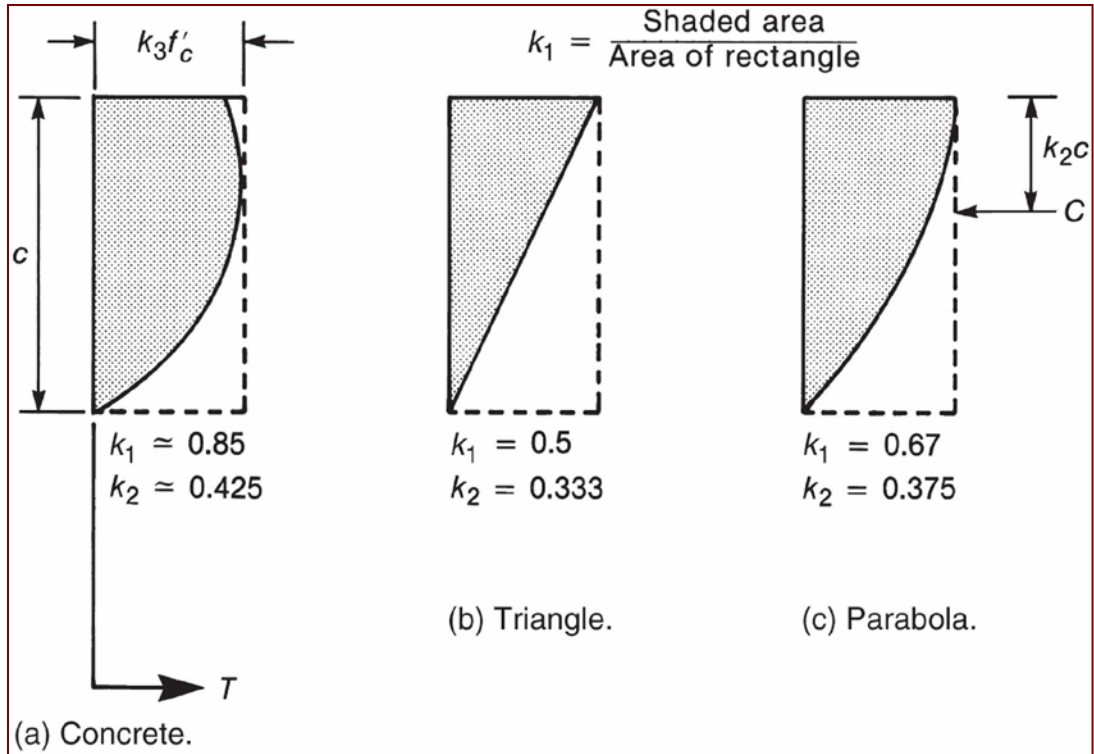 k₃f′c
k₁ = Shaded area / Area of rectangle
c
k₂c
C
k₁ ≃ 0.85
k₂ ≃ 0.425
k₁ = 0.5
k₂ = 0.333
k₁ = 0.67
k₂ = 0.375
(b) Triangle.
(c) Parabola.
T
(a) Concrete.